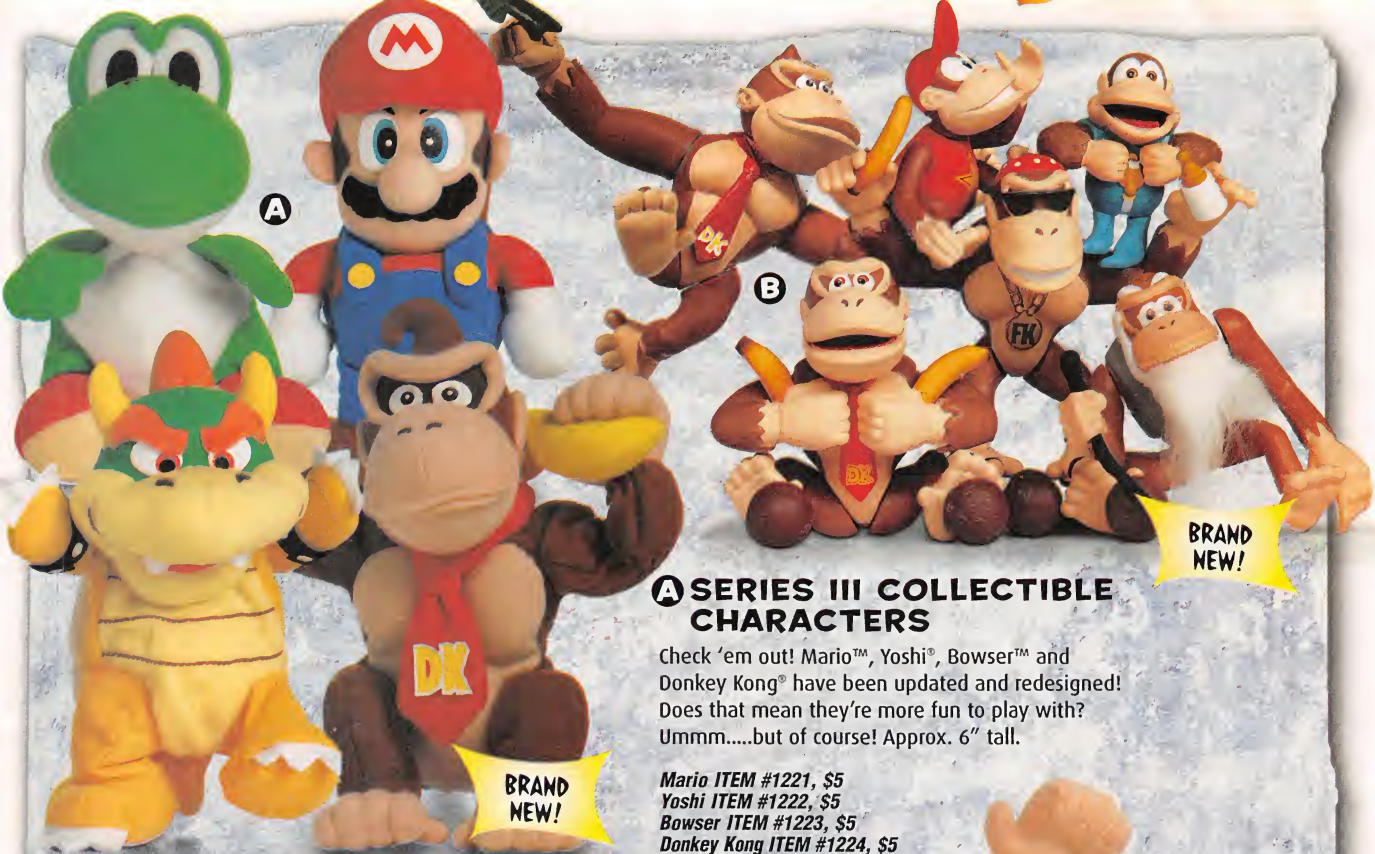 M
A
DK
B
FK
DK
BRAND
NEW!
A SERIES III COLLECTIBLE
CHARACTERS
Check ‘em out! Mario™, Yoshi®, Bowser™ and
Donkey Kong® have been updated and redesigned!
Does that mean they’re more fun to play with?
Ummm.....but of course! Approx. 6” tall.
Mario ITEM #1221, $5
Yoshi ITEM #1222, $5
Bowser ITEM #1223, $5
Donkey Kong ITEM #1224, $5
DK
BRAND
NEW!